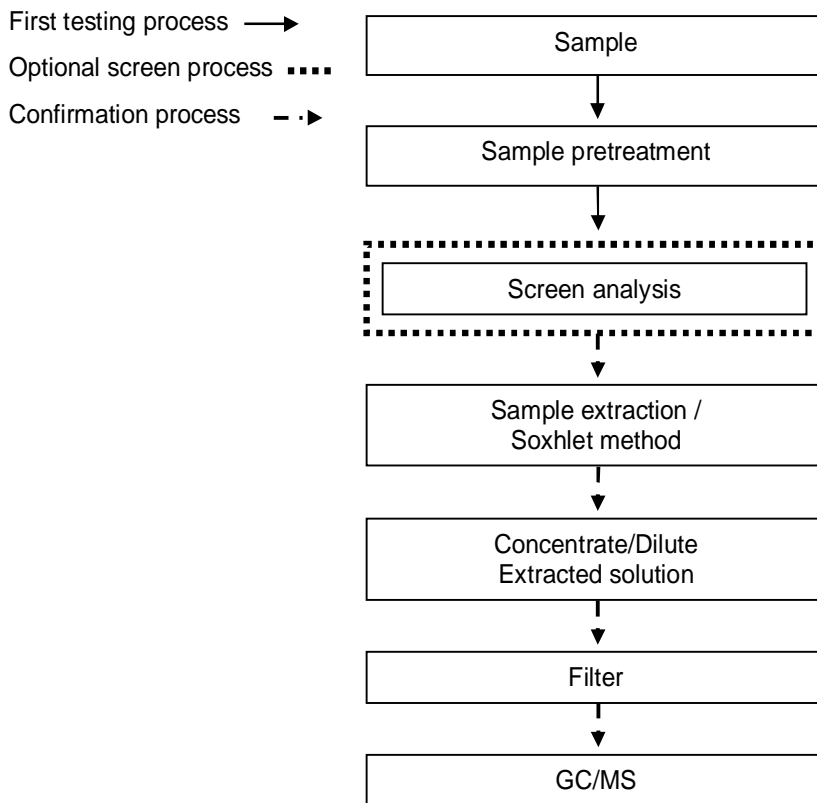 First testing process
Optional screen process
Confirmation process
Sample
Sample pretreatment
Screen analysis
Sample extraction /
Soxhlet method
Concentrate/Dilute
Extracted solution
Filter
GC/MS